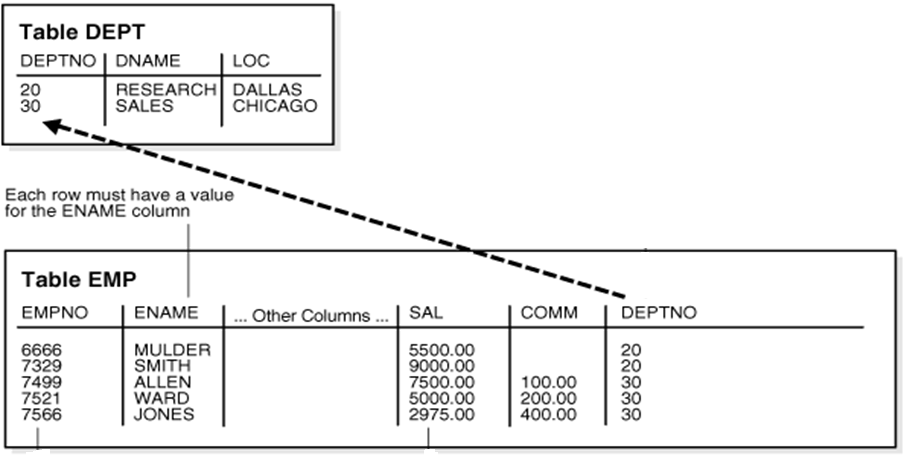 Table DEPT
DEPTNO DNAME LOC
20 RESEARCH DALLAS
30 SALES CHICAGO
Each row must have a value
for the ENAME column
Table EMP
EMPNO ENAME ... Other Columns ... SAL COMM DEPTNO
6666 MULDER 5500.00 20
7329 SMITH 9000.00 20
7499 ALLEN 7500.00 100.00 30
7521 WARD 5000.00 200.00 30
7566 JONES 2975.00 400.00 30